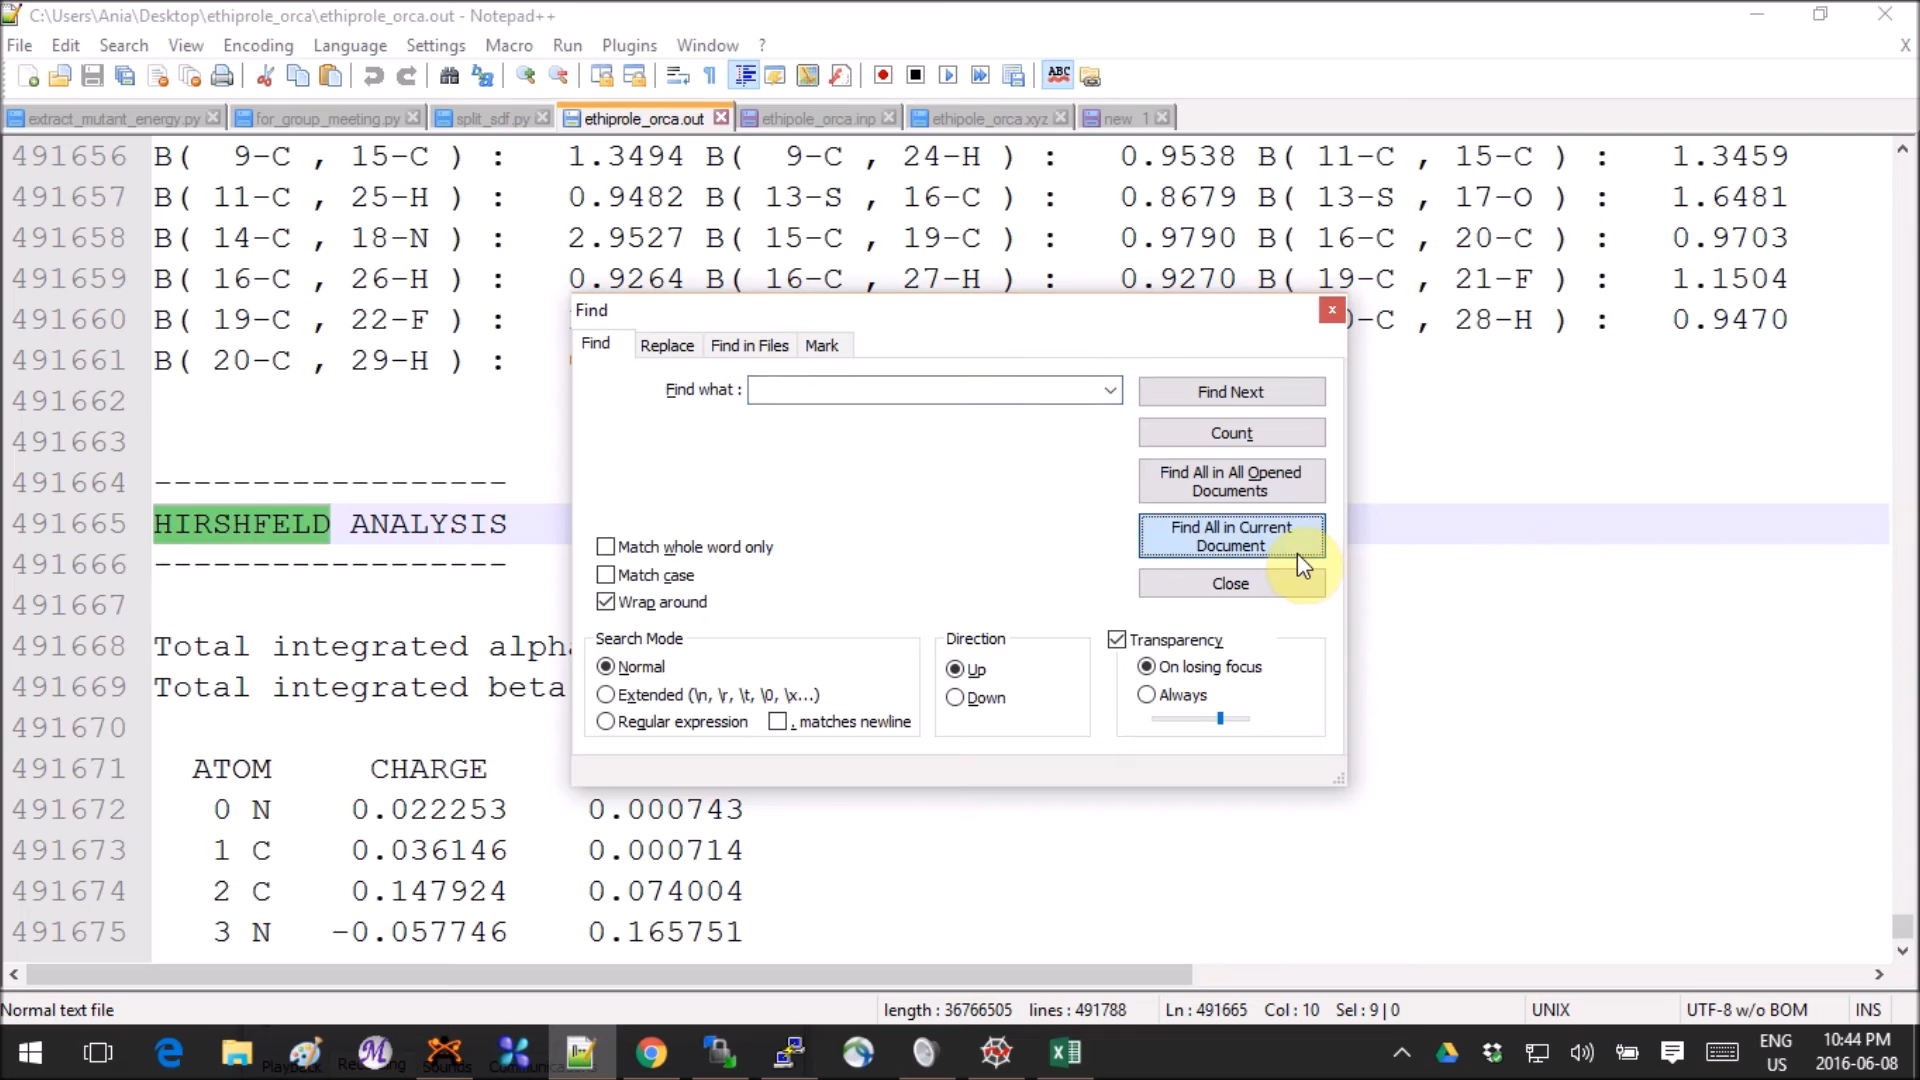 C:\Users\Ania\Desktop\ethiprole_orca\ethiprole_orca.out - Notepad++
File Edit Search View Encoding Language Settings Macro Run Plugins Window ? X
ABC
extract_mutant_energy.py for_group_meeting.py split_sdf.py ethiprole_orca.out ethipole_orca.inp ethipole_orca.xyz new 1
491656 B( 9-C , 15-C ) : 1.3494 B( 9-C , 24-H ) : 0.9538 B( 11-C , 15-C ) : 1.3459
491657 B( 11-C , 25-H ) : 0.9482 B( 13-S , 16-C ) : 0.8679 B( 13-S , 17-O ) : 1.6481
491658 B( 14-C , 18-N ) : 2.9527 B( 15-C , 19-C ) : 0.9790 B( 16-C , 20-C ) : 0.9703
491659 B( 16-C , 26-H ) : 0.9264 B( 16-C , 27-H ) : 0.9270 B( 19-C , 21-F ) : 1.1504
491660 B( 19-C , 22-F ) : -C , 28-H ) : 0.9470
491661 B( 20-C , 29-H ) :
491662
491663
491664 ------------------
491665 HIRSHFELD ANALYSIS
491666 ------------------
491667
491668 Total integrated alph
491669 Total integrated beta
491670
491671 ATOM CHARGE
491672 0 N 0.022253 0.000743
491673 1 C 0.036146 0.000714
491674 2 C 0.147924 0.074004
491675 3 N -0.057746 0.165751
Find
Find Replace Find in Files Mark
Find what :
Find Next
Count
Find All in All Opened
Documents
Find All in Current
Document
Close
Match whole word only
Match case
Wrap around
Search Mode
Normal
Extended (\n, \r, \t, \0, \x...)
Regular expression . matches newline
Direction
Up
Down
Transparency
On losing focus
Always
Normal text file length : 36766505 lines : 491788 Ln : 491665 Col : 10 Sel : 9 | 0 UNIX UTF-8 w/o BOM INS
Playback Recording Sounds Communications
ENG
US
10:44 PM
2016-06-08